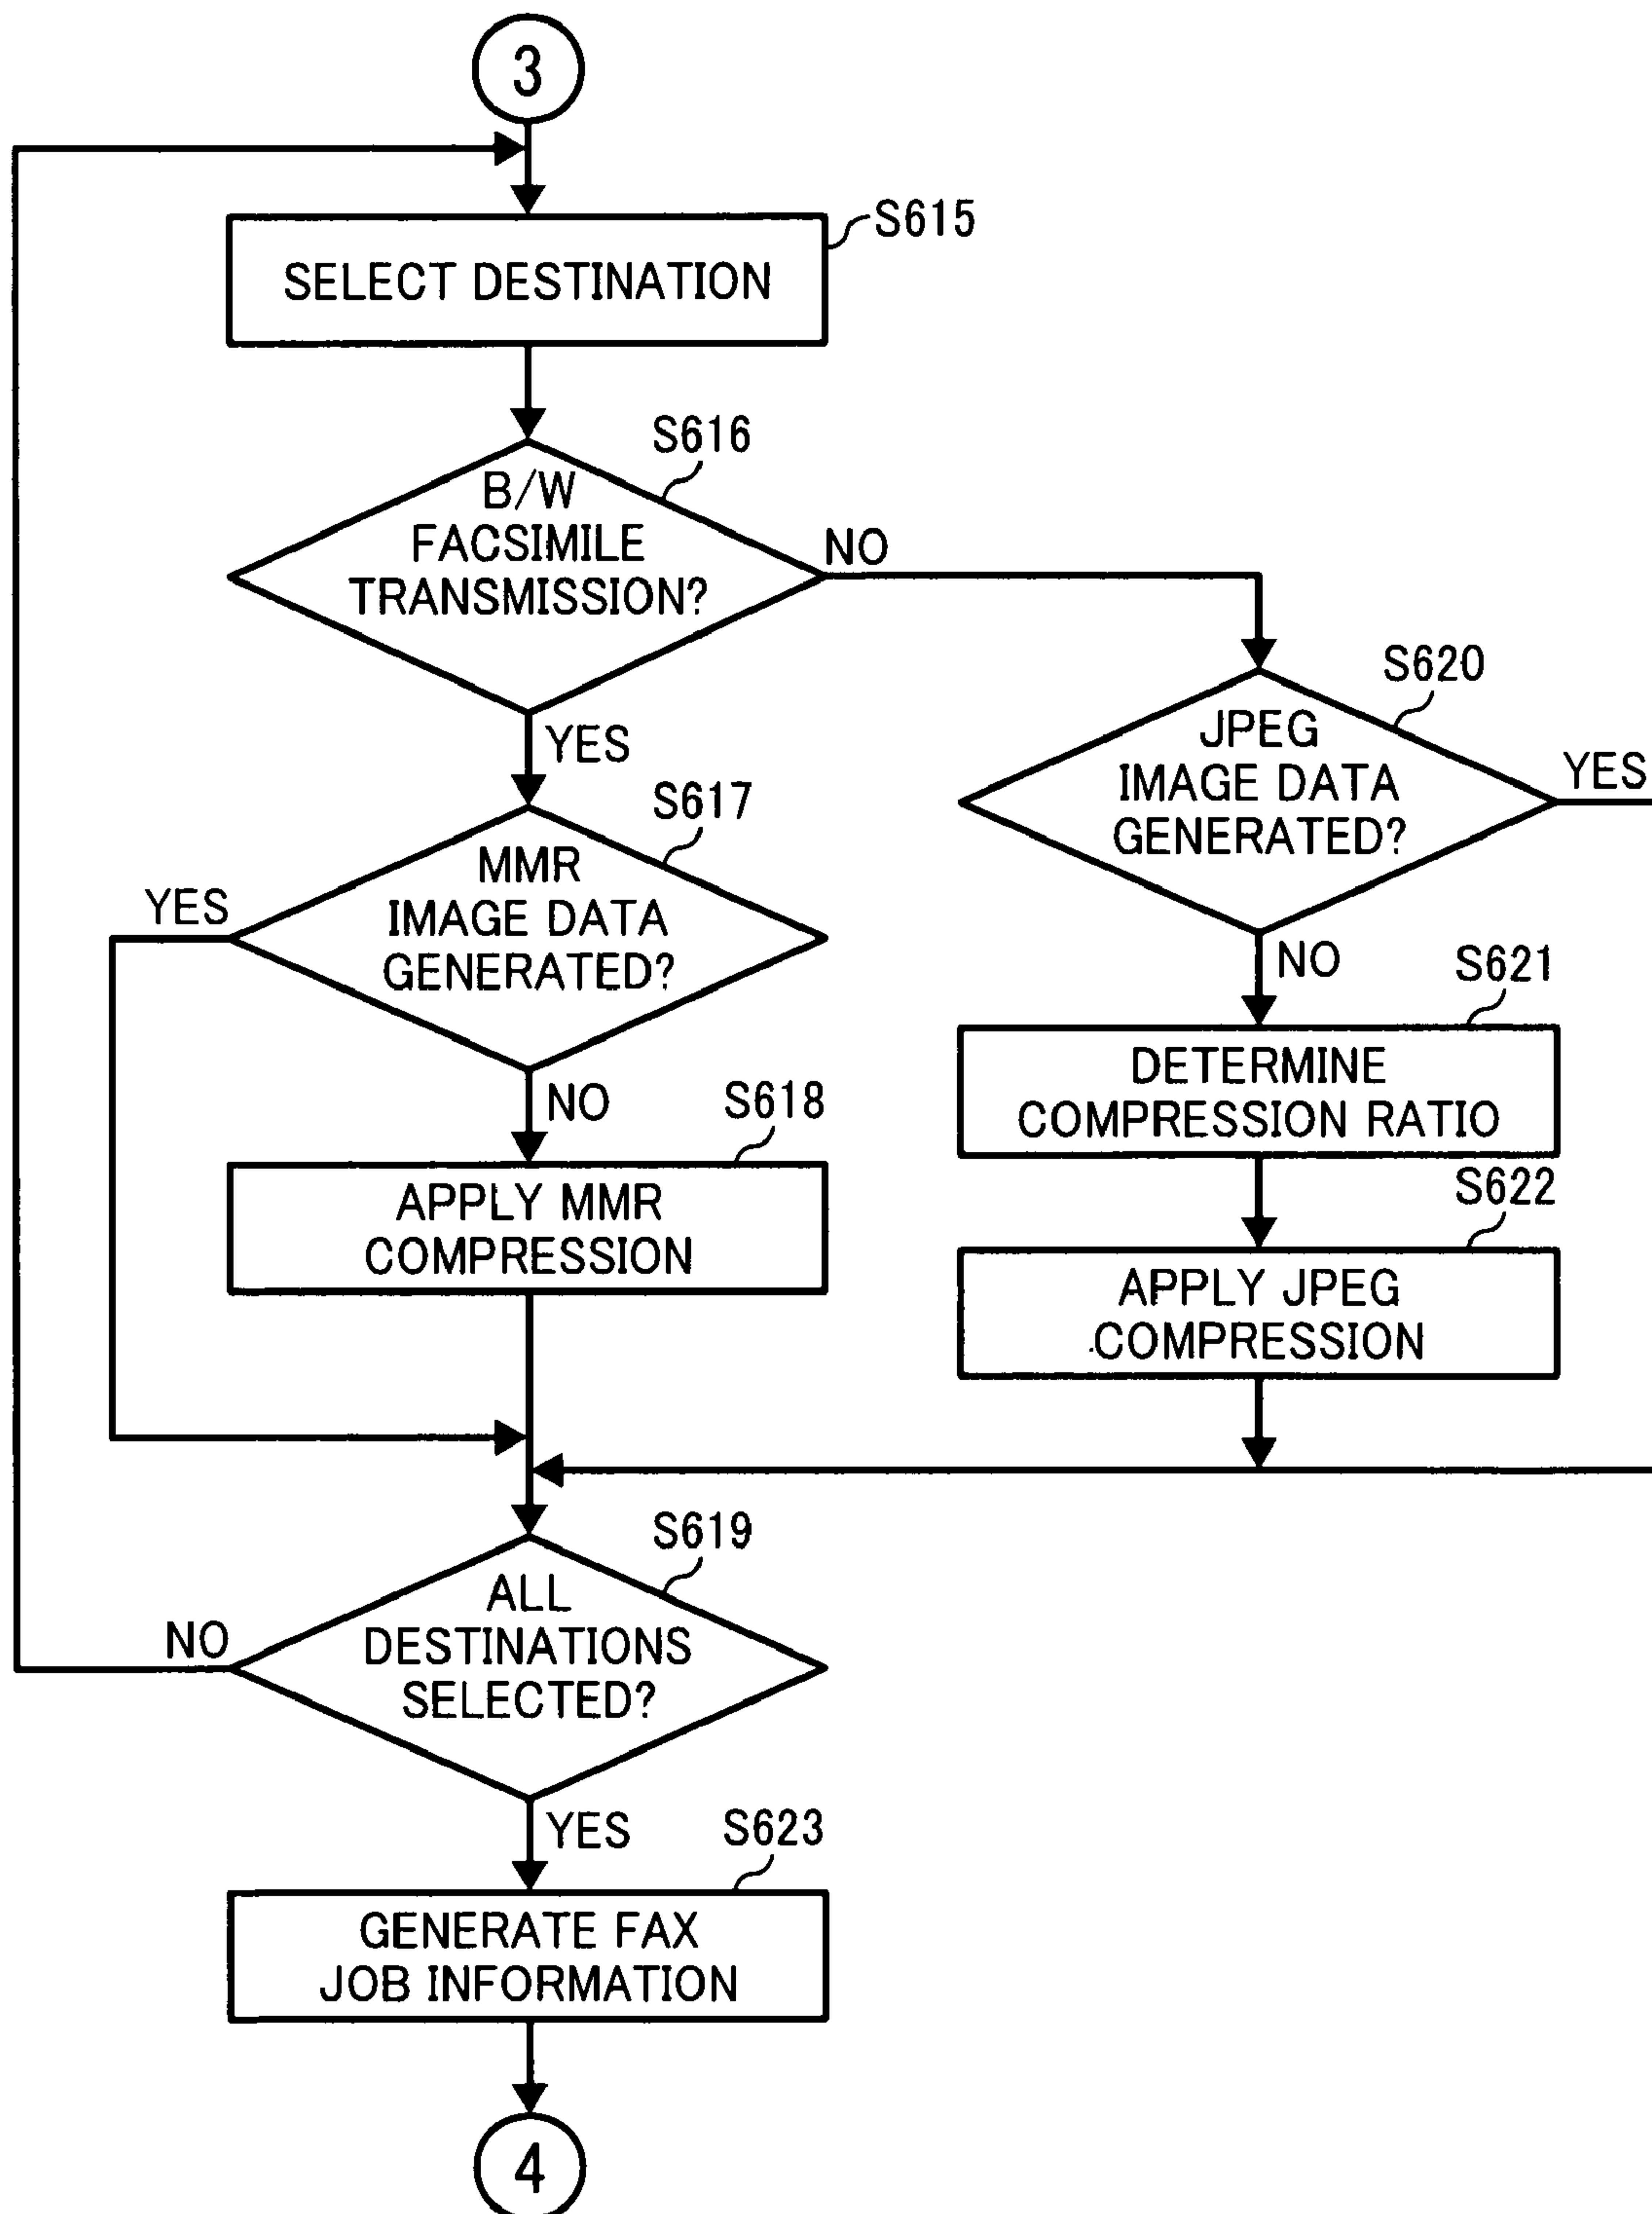 3
S615
SELECT DESTINATION
S616
B/W
FACSIMILE
TRANSMISSION?
NO
YES
S620
JPEG
IMAGE DATA
GENERATED?
YES
NO
S617
MMR
IMAGE DATA
GENERATED?
YES
NO
S621
DETERMINE
COMPRESSION RATIO
S618
APPLY MMR
COMPRESSION
S622
APPLY JPEG
COMPRESSION
S619
ALL
DESTINATIONS
SELECTED?
NO
YES
S623
GENERATE FAX
JOB INFORMATION
4